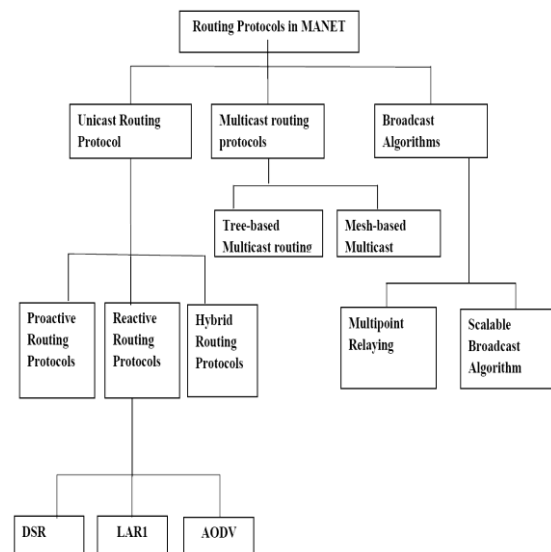 Routing Protocols in MANET
Unicast Routing
Protocol
Multicast routing
protocols
Broadcast
Algorithms
Tree-based
Multicast routing
Mesh-based
Multicast
Proactive
Routing
Protocols
Reactive
Routing
Protocols
Hybrid
Routing
Protocols
Multipoint
Relaying
Scalable
Broadcast
Algorithm
DSR
LAR1
AODV